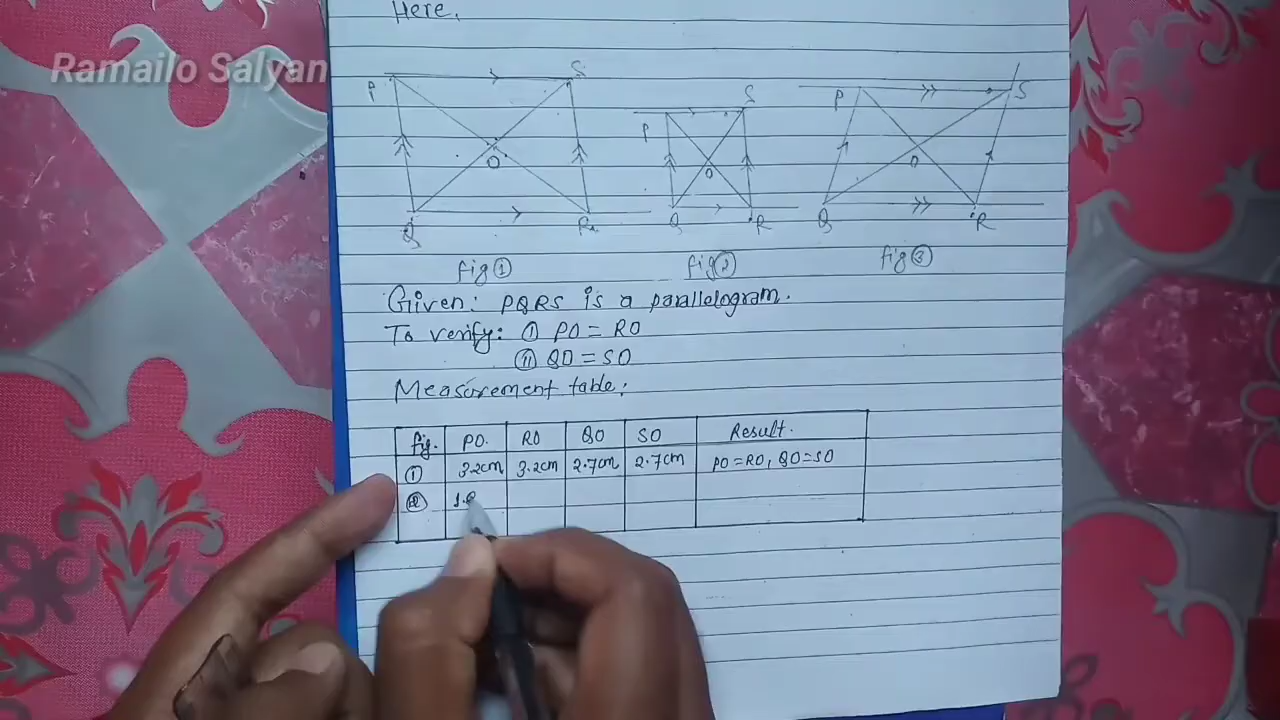 Here,
Ramailo Salyan
P S P S P S
O O O
Q R Q R Q R
fig ① fig ② fig ③
Given: PQRS is a parallelogram.
To verify: ① PO = RO
② QO = SO
Measurement table:
fig. PO. RO QO SO Result.
① 3.2cm 3.2cm 2.7cm 2.7cm PO = RO, QO = SO
②